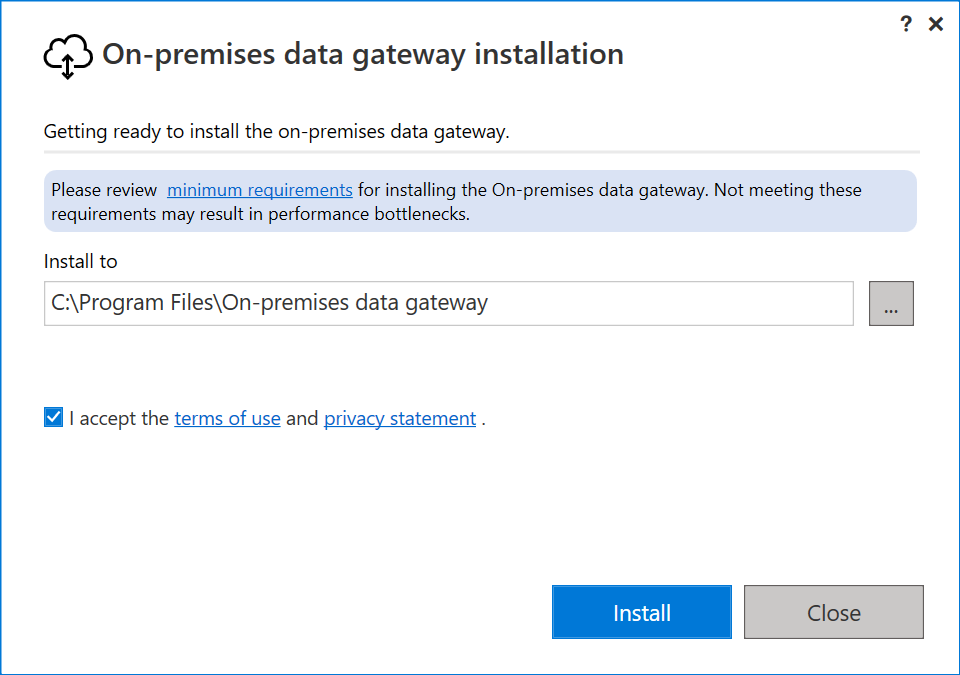 ? ×
On-premises data gateway installation
Getting ready to install the on-premises data gateway.
Please review minimum requirements for installing the On-premises data gateway. Not meeting these
requirements may result in performance bottlenecks.
Install to
C:\Program Files\On-premises data gateway
...
I accept the terms of use and privacy statement .
Install Close